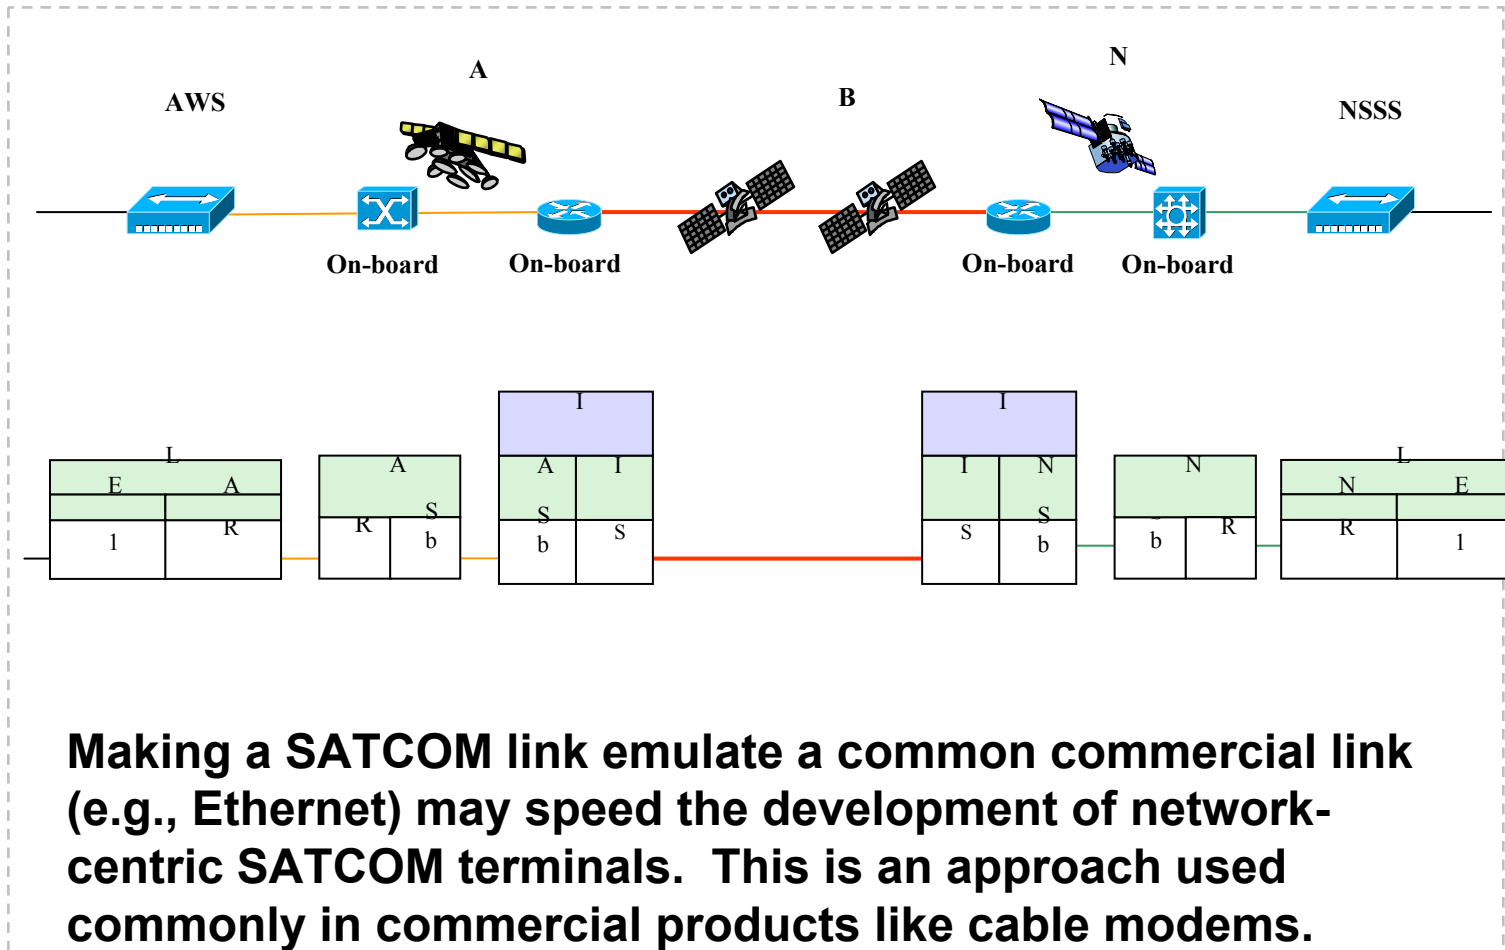 A
N
B
AWS
NSSS
On-board
On-board
On-board
On-board
I
I
L
E
A
R
1
A
R
S
b
A
I
S
b
S
I
N
S
S
b
N
b
R
L
N
E
R
1
Making a SATCOM link emulate a common commercial link
(e.g., Ethernet) may speed the development of network-
centric SATCOM terminals.  This is an approach used
commonly in commercial products like cable modems.